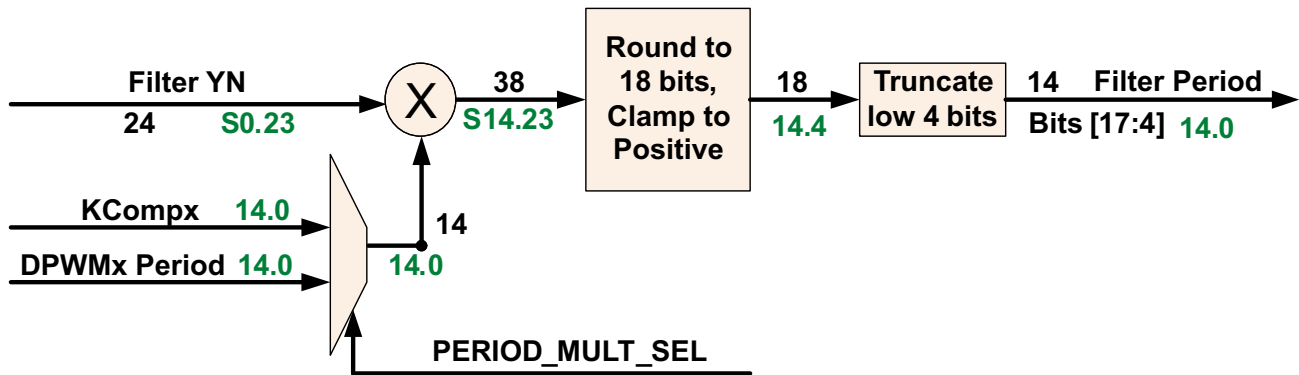 Filter YN
24 S0.23
X
38
S14.23
Round to
18 bits,
Clamp to
Positive
18
14.4
Truncate
low 4 bits
14 Filter Period
Bits [17:4] 14.0
KCompx 14.0
DPWMx Period 14.0
14
14.0
PERIOD_MULT_SEL